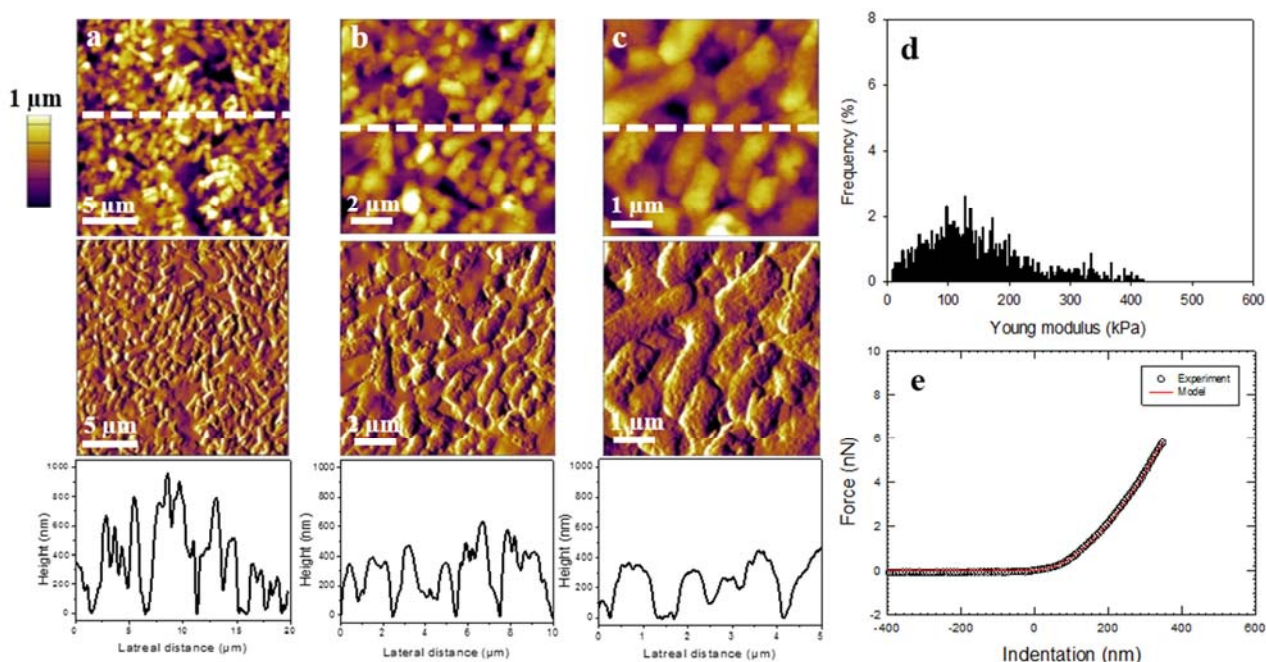 a
b
c
1 µm
5 µm
2 µm
1 µm
5 µm
2 µm
1 µm
1000
800
600
400
200
0
Height (nm)
0
5
10
15
20
Latreal distance (µm)
1000
800
600
400
200
0
Height (nm)
0
2
4
6
8
10
Lateral distance (µm)
1000
800
600
400
200
0
Height (nm)
0
1
2
3
4
5
Latreal distance (µm)
d
8
6
4
2
0
Frequency (%)
0
100
200
300
400
500
600
Young modulus (kPa)
e
10
8
6
4
2
0
-2
Force (nN)
Experiment
Model
-400
-200
0
200
400
600
Indentation (nm)